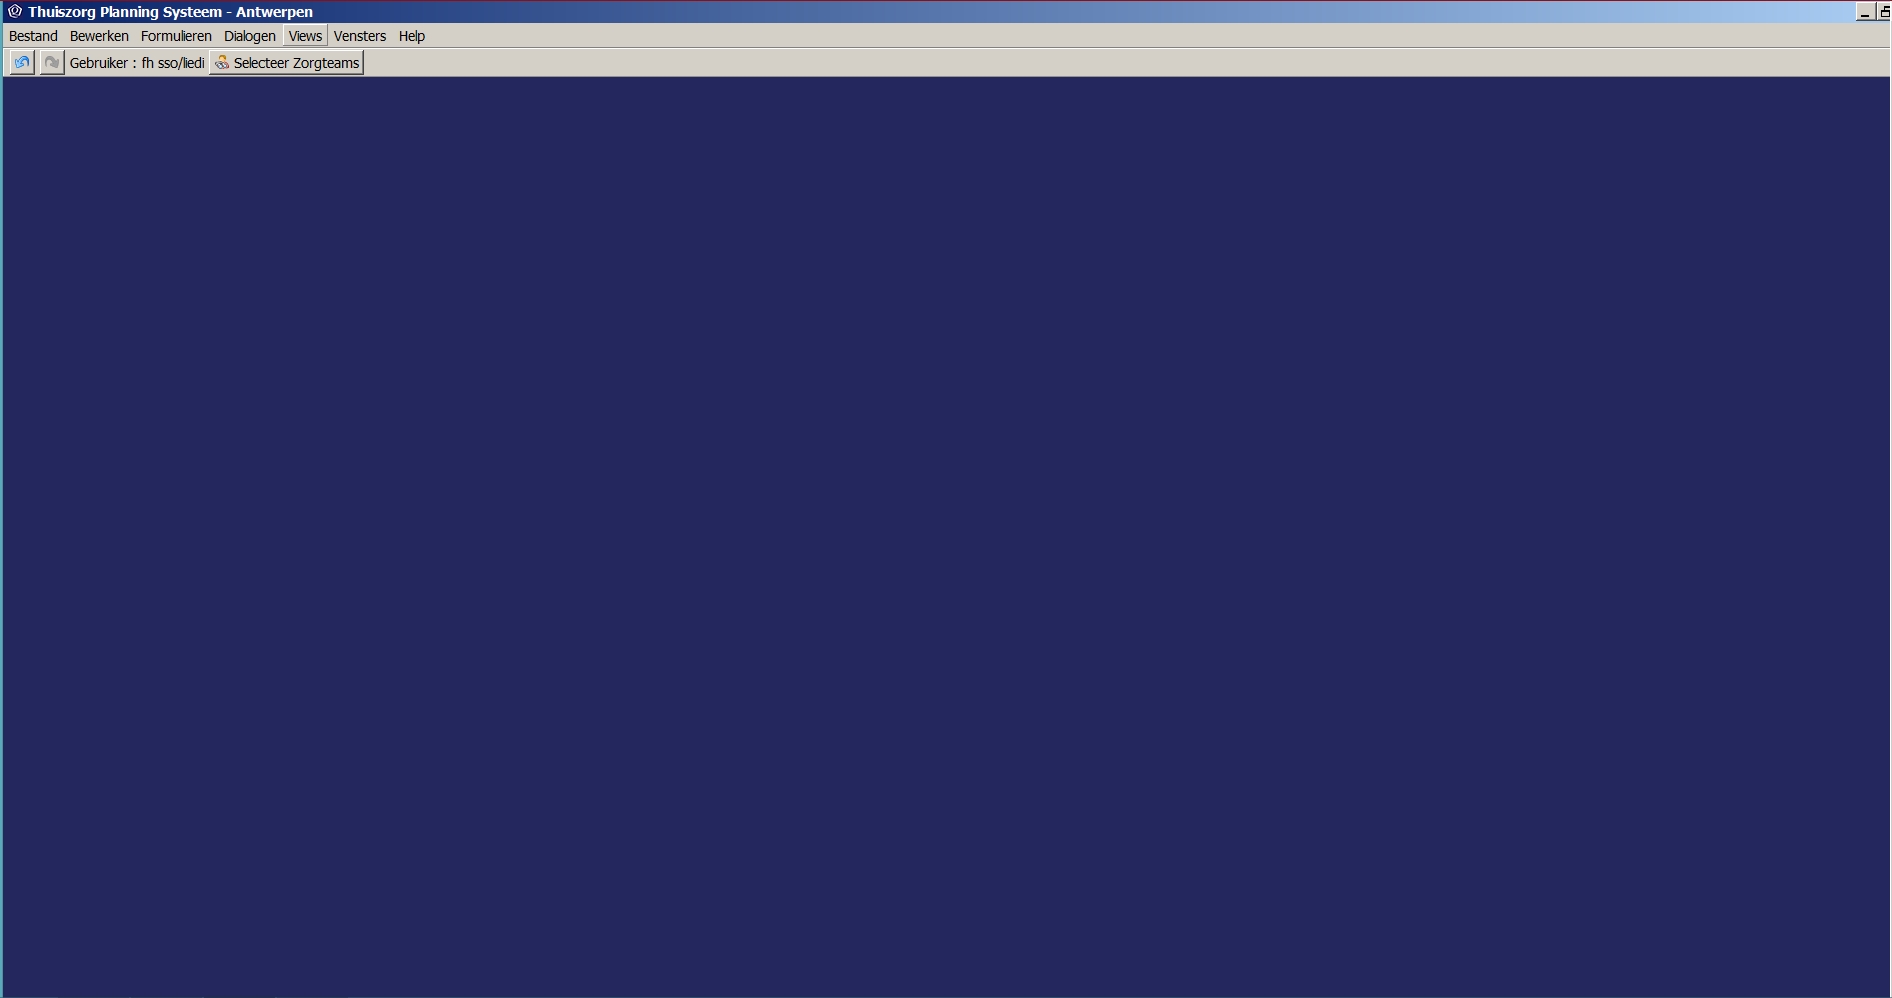 Thuiszorg Planning Systeem - Antwerpen
Bestand Bewerken Formulieren Dialogen Views Vensters Help
Gebruiker : fh sso/liedi Selecteer Zorgteams